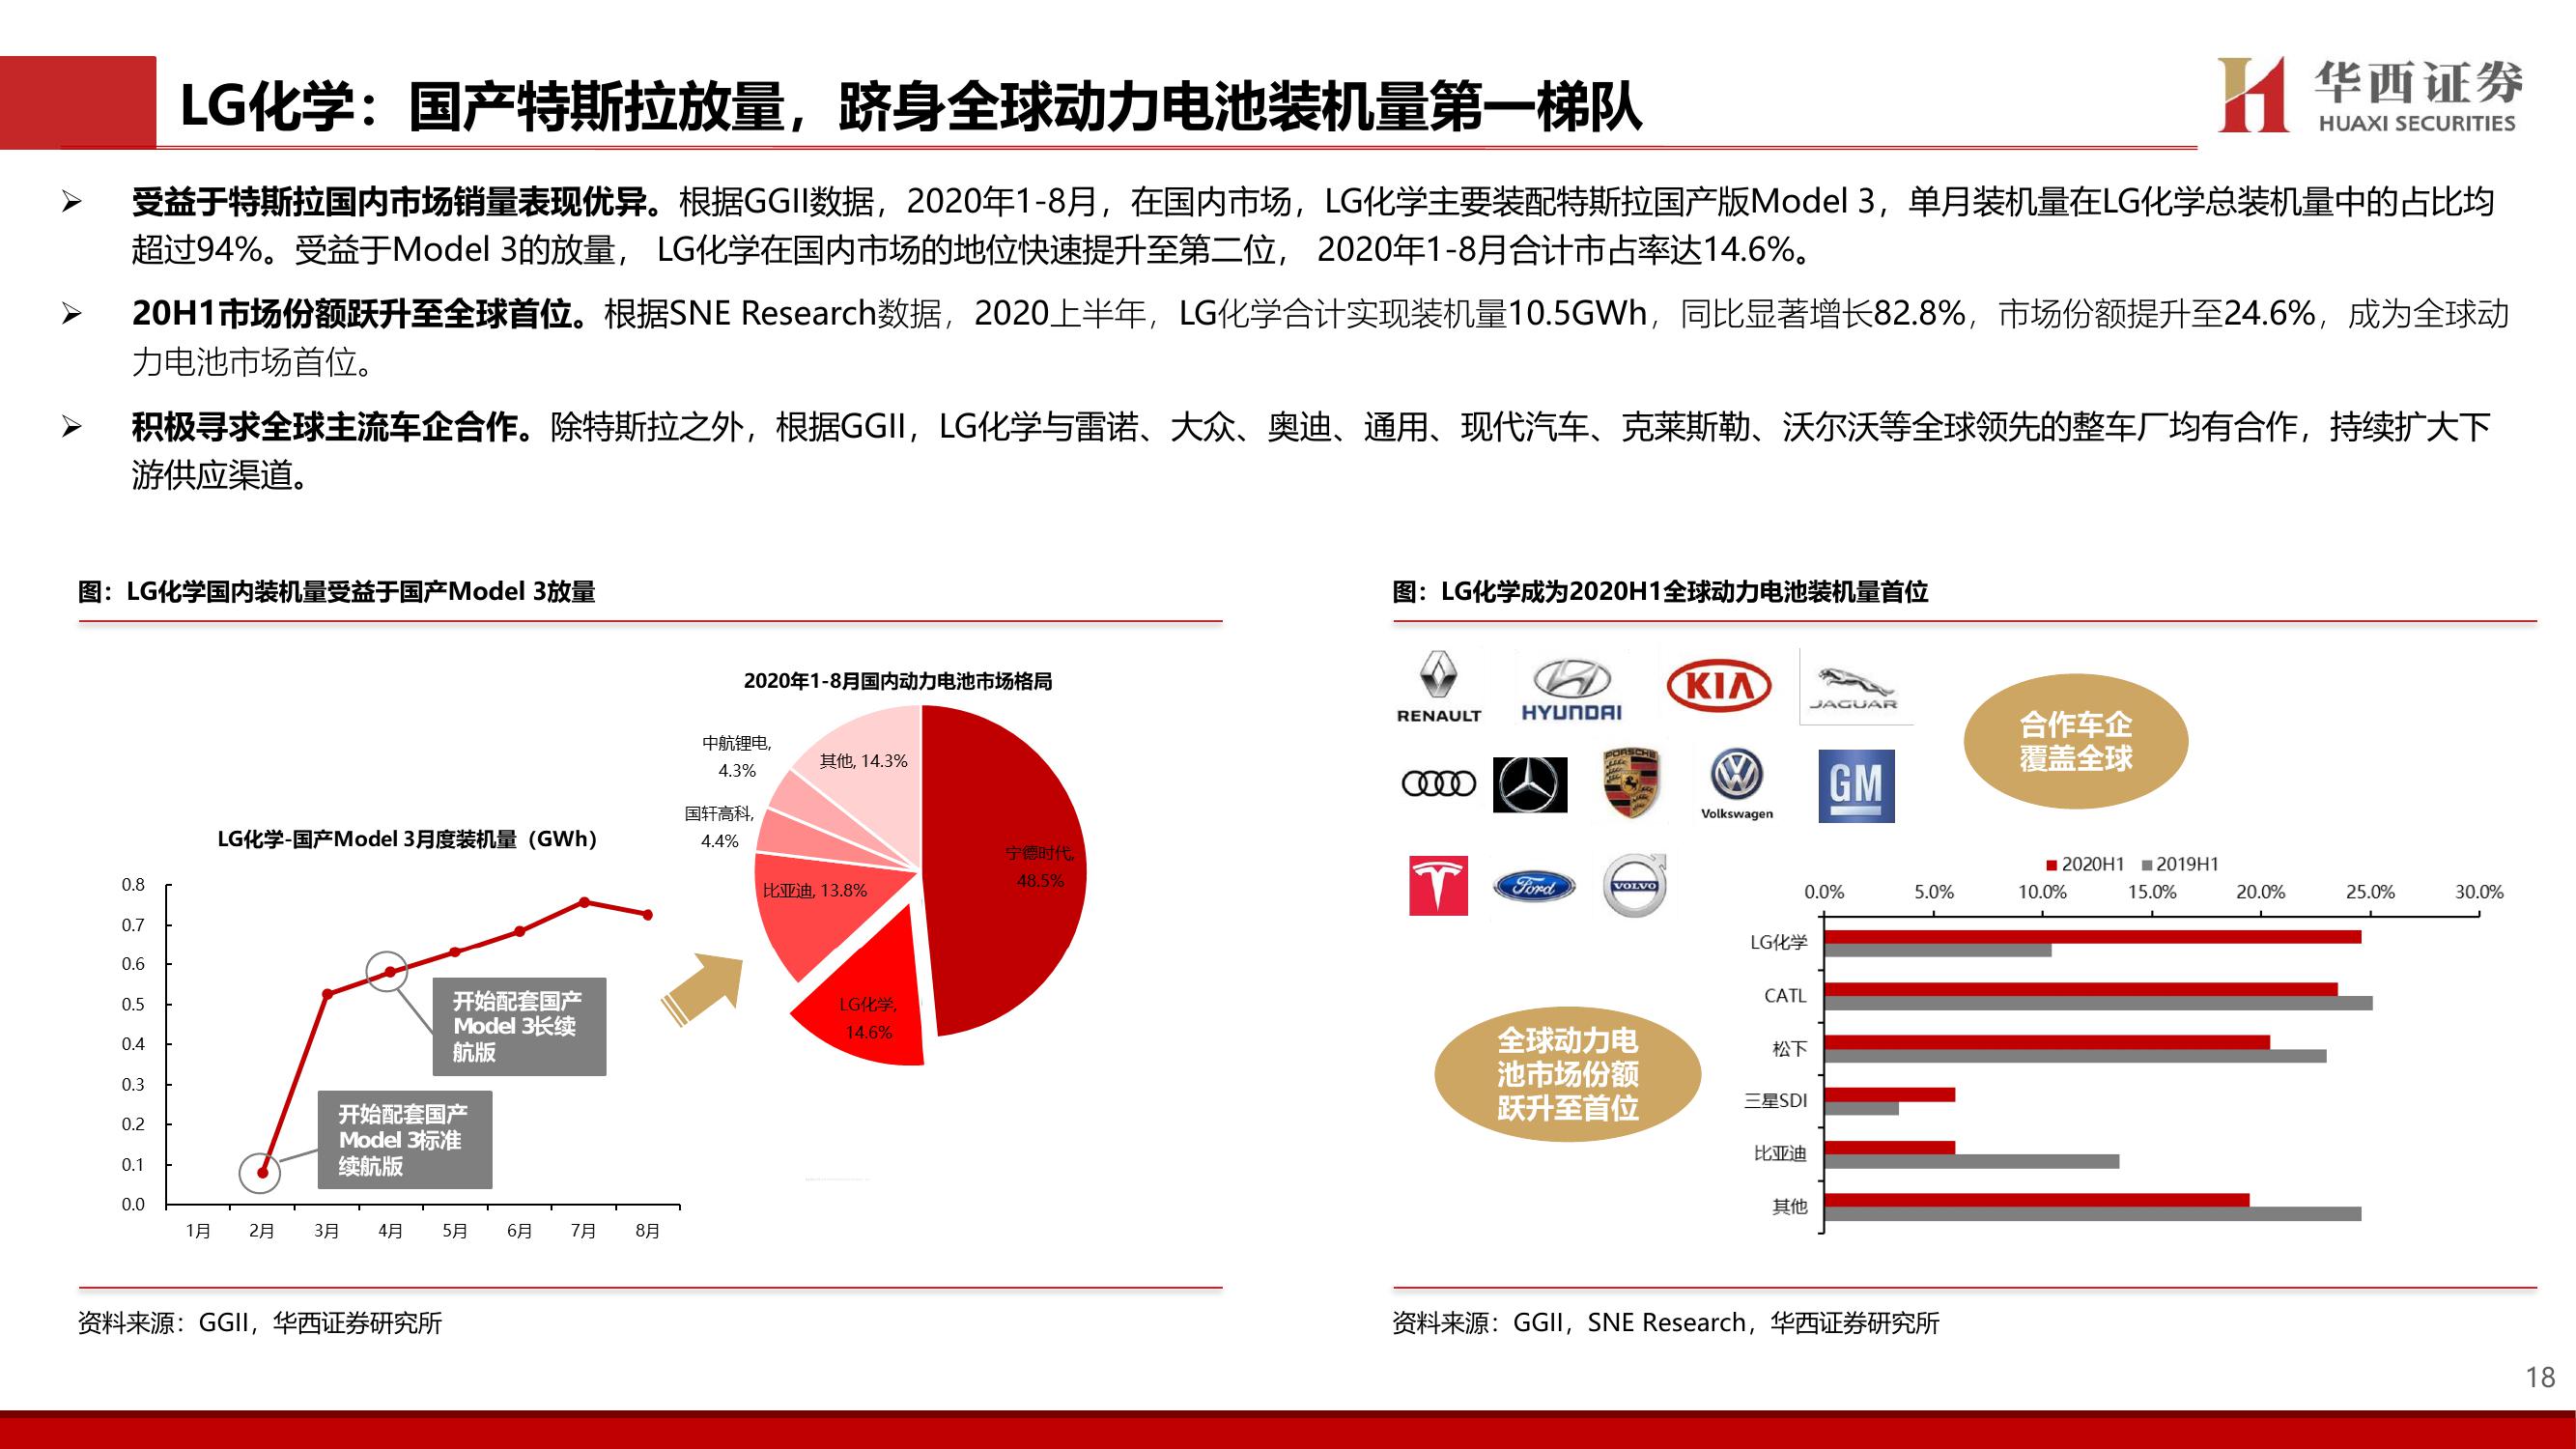 LG化学：国产特斯拉放量，跻身全球动力电池装机量第一梯队
华西证券
HUAXI SECURITIES
受益于特斯拉国内市场销量表现优异。根据GGII数据，2020年1-8月，在国内市场，LG化学主要装配特斯拉国产版Model 3，单月装机量在LG化学总装机量中的占比均
超过94%。受益于Model 3的放量， LG化学在国内市场的地位快速提升至第二位， 2020年1-8月合计市占率达14.6%。
20H1市场份额跃升至全球首位。根据SNE Research数据，2020上半年，LG化学合计实现装机量10.5GWh，同比显著增长82.8%，市场份额提升至24.6%，成为全球动
力电池市场首位。
积极寻求全球主流车企合作。除特斯拉之外，根据GGII，LG化学与雷诺、大众、奥迪、通用、现代汽车、克莱斯勒、沃尔沃等全球领先的整车厂均有合作，持续扩大下
游供应渠道。
图：LG化学国内装机量受益于国产Model 3放量
2020年1-8月国内动力电池市场格局
中航锂电,
4.3%
其他, 14.3%
国轩高科,
4.4%
宁德时代,
48.5%
比亚迪, 13.8%
LG化学,
14.6%
LG化学-国产Model 3月度装机量（GWh）
0.8
0.7
0.6
0.5
0.4
0.3
0.2
0.1
0.0
1月 2月 3月 4月 5月 6月 7月 8月
开始配套国产
Model 3长续
航版
开始配套国产
Model 3标准
续航版
资料来源：GGII，华西证券研究所
图：LG化学成为2020H1全球动力电池装机量首位
RENAULT
HYUNDAI
KIA
JAGUAR
合作车企
覆盖全球
PORSCHE
Volkswagen
GM
Ford
VOLVO
全球动力电
池市场份额
跃升至首位
2020H1 2019H1
0.0% 5.0% 10.0% 15.0% 20.0% 25.0% 30.0%
LG化学
CATL
松下
三星SDI
比亚迪
其他
资料来源：GGII，SNE Research，华西证券研究所
18